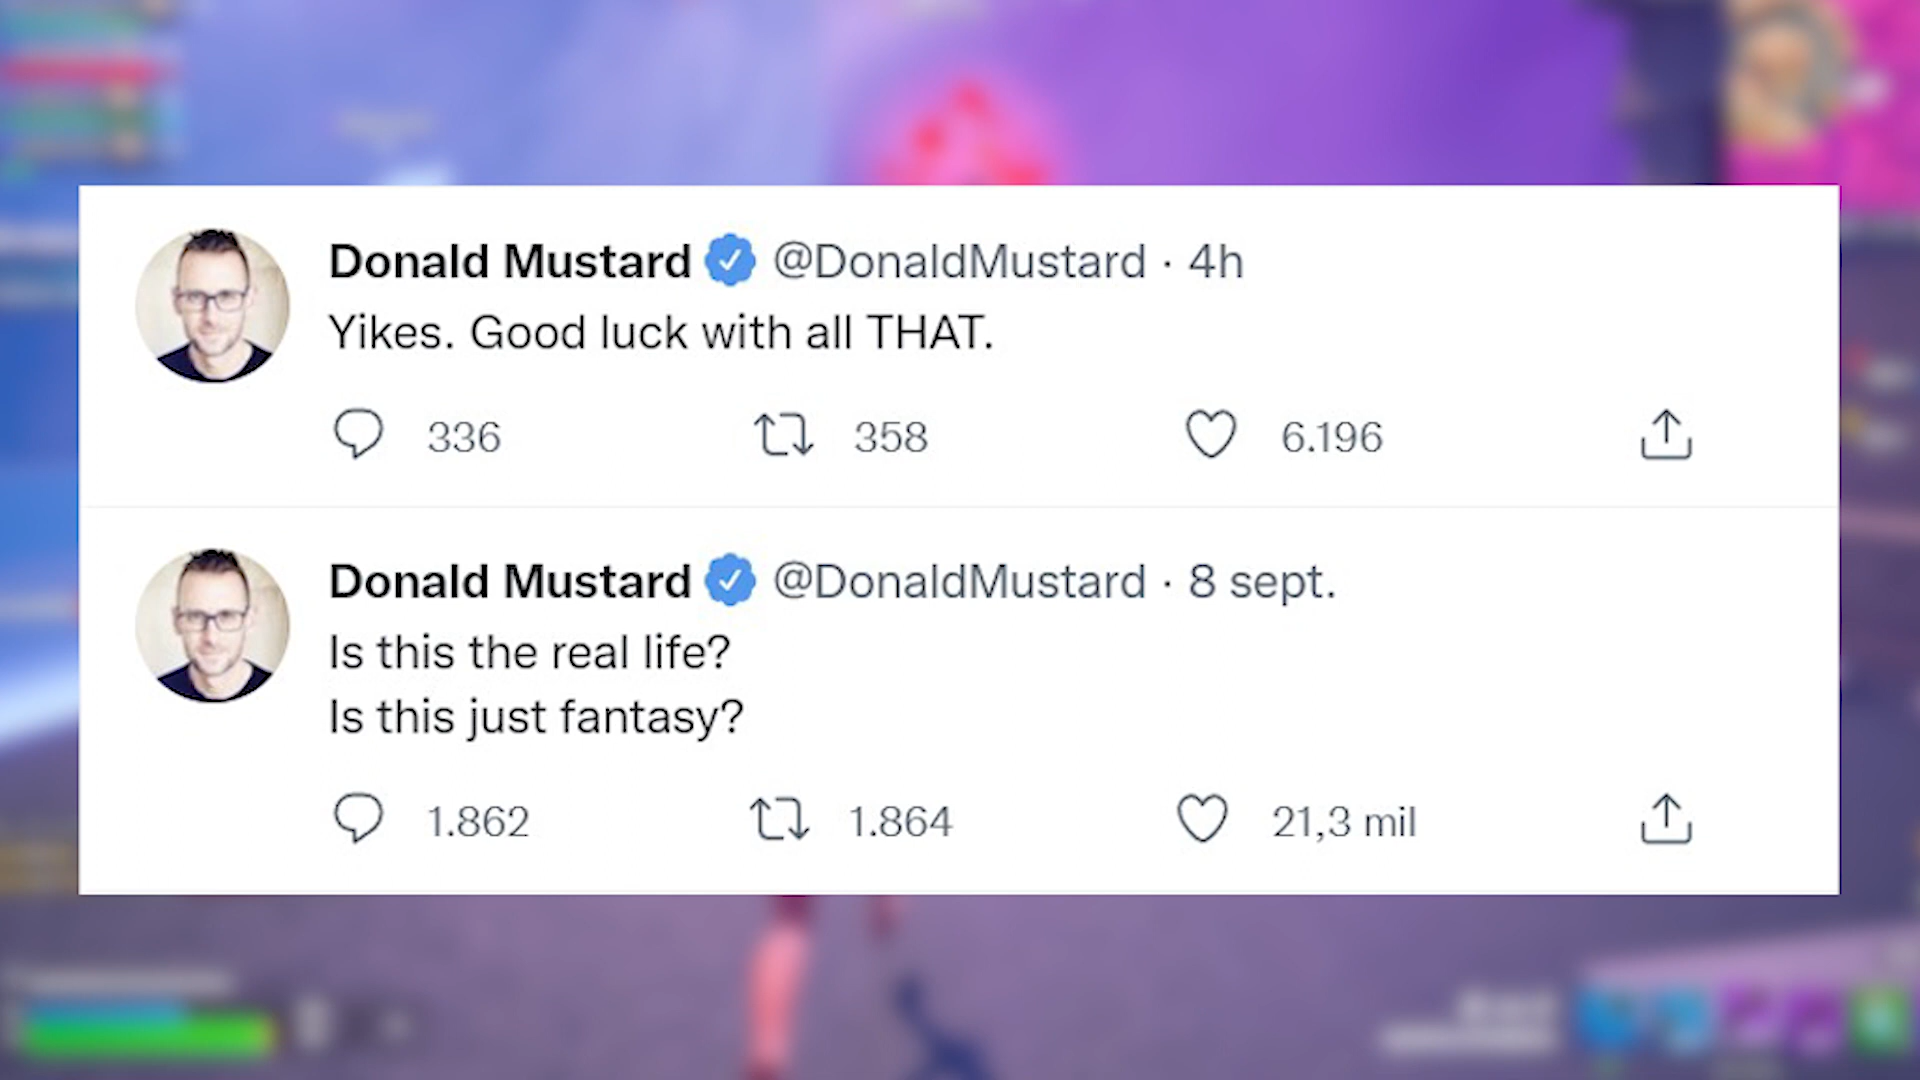 Donald Mustard @DonaldMustard · 4h
Yikes. Good luck with all THAT.
336 358 6.196
Donald Mustard @DonaldMustard · 8 sept.
Is this the real life?
Is this just fantasy?
1.862 1.864 21,3 mil